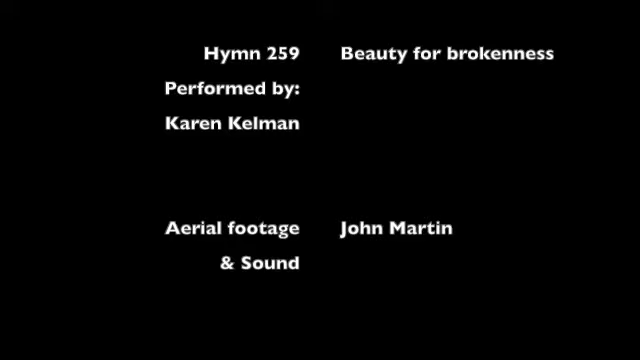 Hymn 259 Beauty for brokenness
Performed by:
Karen Kelman
Aerial footage John Martin
& Sound